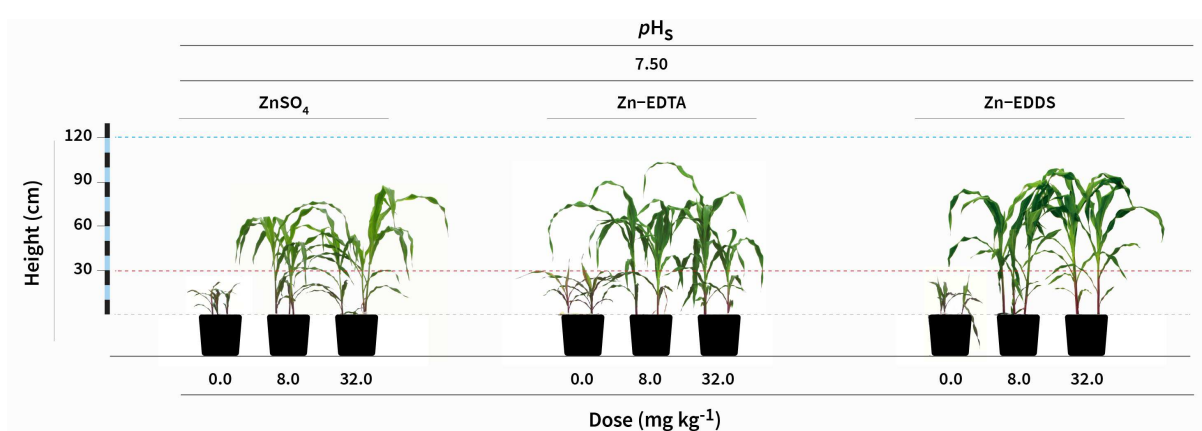 pHS
7.50
ZnSO4 Zn−EDTA Zn−EDDS
120
90
60
30
Height (cm)
0.0 8.0 32.0 0.0 8.0 32.0 0.0 8.0 32.0
Dose (mg kg-1)